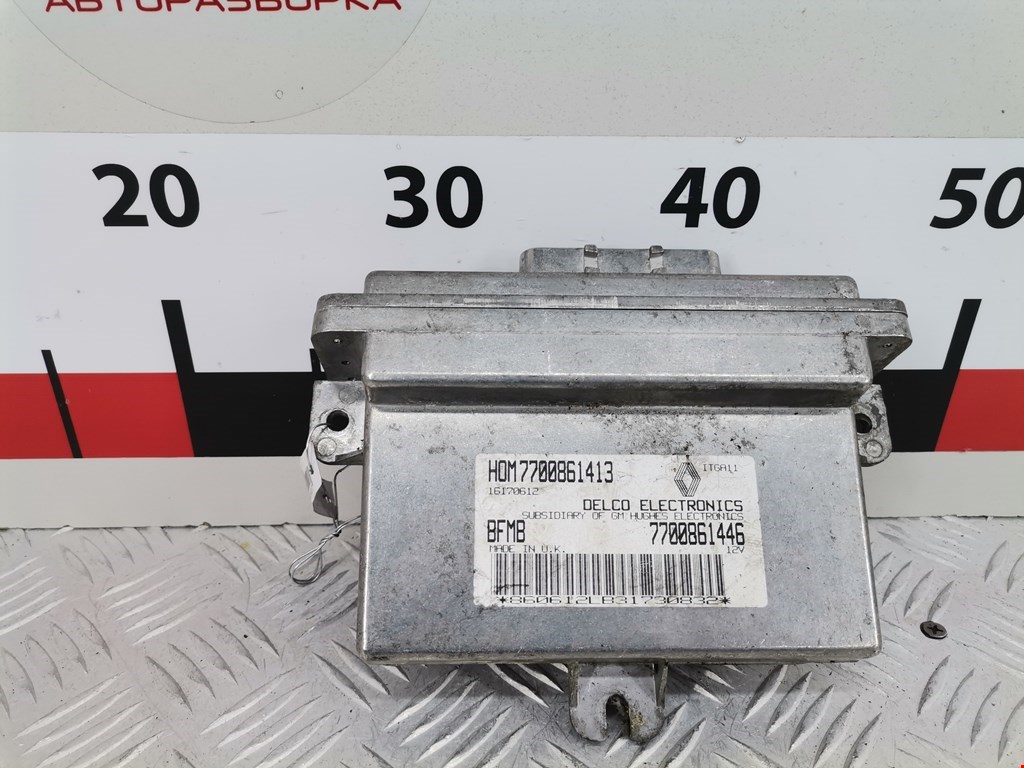 АВТОРАЗБОРКА
20 30 40 50
HOM7700861413
16170612
ITGA11
DELCO ELECTRONICS
SUBSIDIARY OF GM HUGHES ELECTRONICS
BFMB 7700861446
MADE IN U.K. 12V
*860612LB31730832*